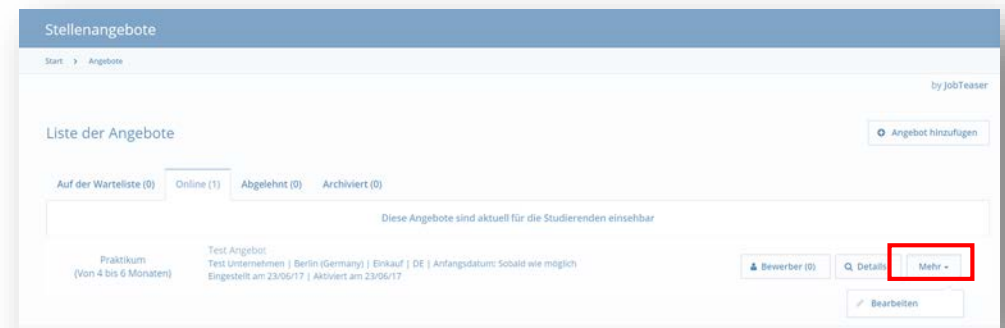 Stellenangebote
Start > Angebote
by JobTeaser
Liste der Angebote
Angebot hinzufügen
Auf der Warteliste (0) Online (1) Abgelehnt (0) Archiviert (0)
Diese Angebote sind aktuell für die Studierenden einsehbar
Praktikum
(Von 4 bis 6 Monaten)
Test Angebot
Test Unternehmen | Berlin (Germany) | Einkauf | DE | Anfangsdatum: Sobald wie möglich
Eingestellt am 23/06/17 | Aktiviert am 23/06/17
Bewerber (0) Details Mehr
Bearbeiten